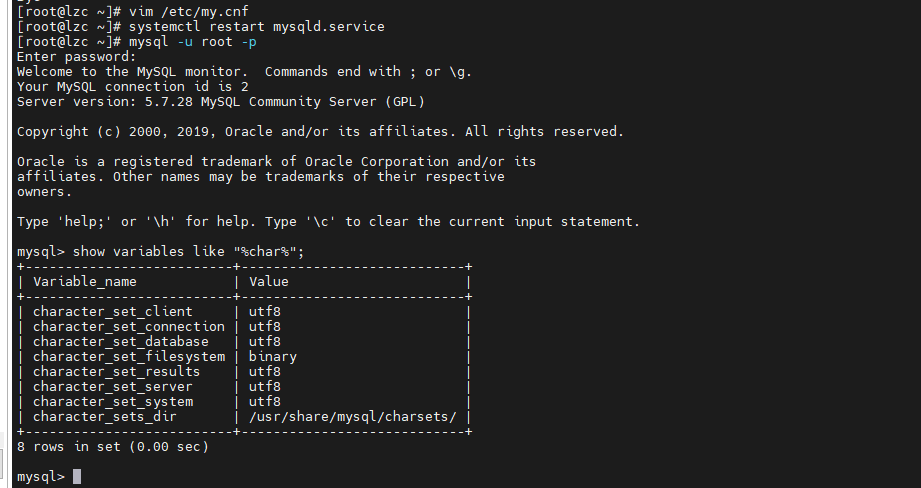 [root@lzc ~]# vim /etc/my.cnf
[root@lzc ~]# systemctl restart mysqld.service
[root@lzc ~]# mysql -u root -p
Enter password:
Welcome to the MySQL monitor.  Commands end with ; or \g.
Your MySQL connection id is 2
Server version: 5.7.28 MySQL Community Server (GPL)
Copyright (c) 2000, 2019, Oracle and/or its affiliates. All rights reserved.
Oracle is a registered trademark of Oracle Corporation and/or its
affiliates. Other names may be trademarks of their respective
owners.
Type 'help;' or '\h' for help. Type '\c' to clear the current input statement.
mysql> show variables like "%char%";
+--------------------------+----------------------------+
| Variable_name            | Value                      |
+--------------------------+----------------------------+
| character_set_client     | utf8                       |
| character_set_connection | utf8                       |
| character_set_database   | utf8                       |
| character_set_filesystem | binary                     |
| character_set_results    | utf8                       |
| character_set_server     | utf8                       |
| character_set_system     | utf8                       |
| character_sets_dir       | /usr/share/mysql/charsets/ |
+--------------------------+----------------------------+
8 rows in set (0.00 sec)
mysql>